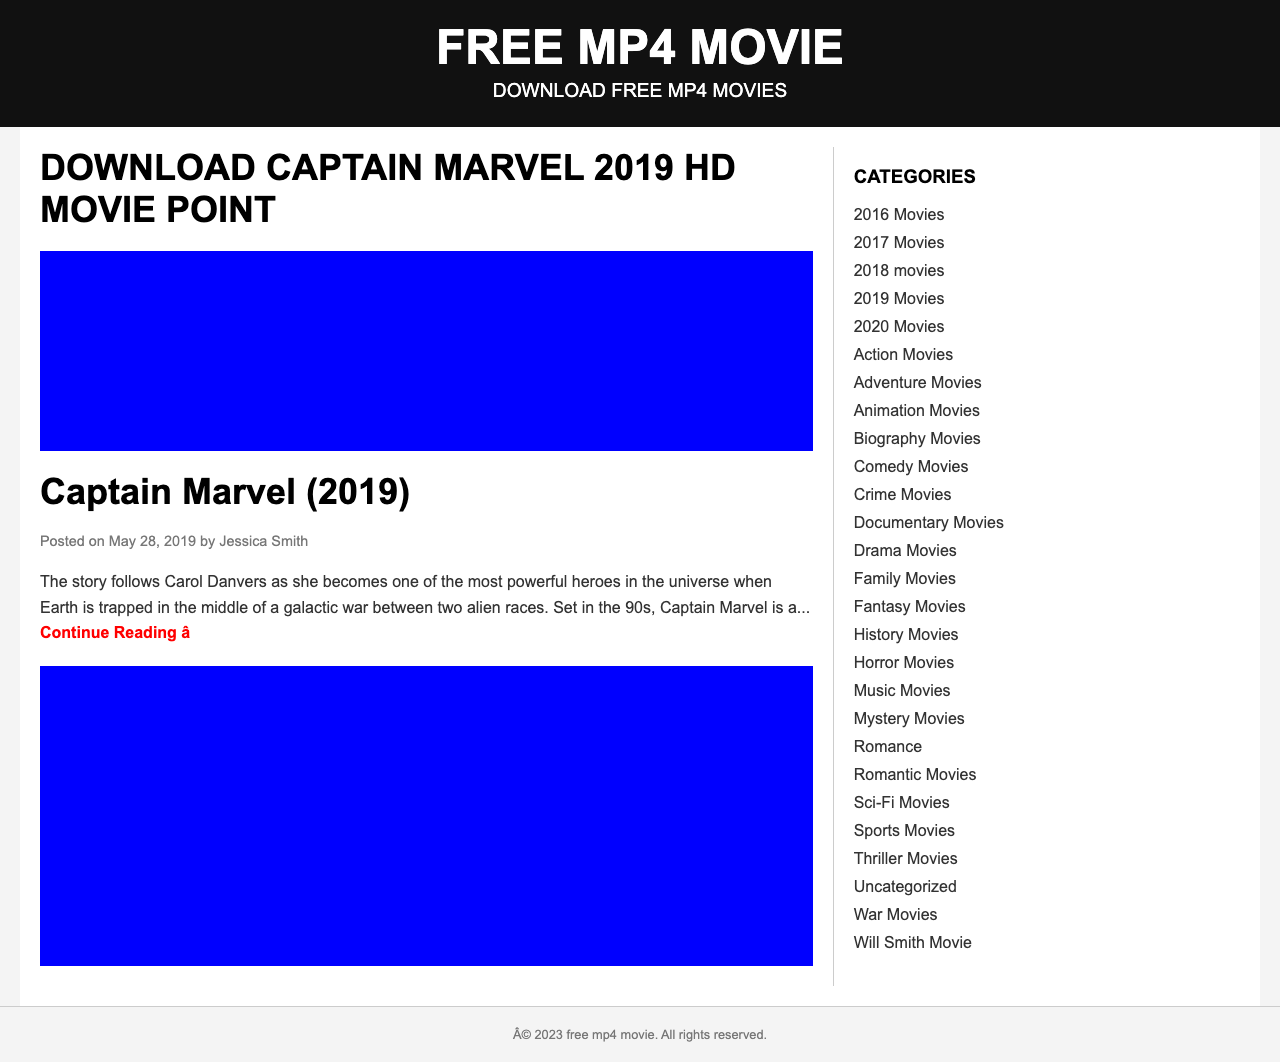 FREE MP4 MOVIE
DOWNLOAD FREE MP4 MOVIES
DOWNLOAD CAPTAIN MARVEL 2019 HD
MOVIE POINT
Captain Marvel (2019)
Posted on May 28, 2019 by Jessica Smith
The story follows Carol Danvers as she becomes one of the most powerful heroes in the universe when
Earth is trapped in the middle of a galactic war between two alien races. Set in the 90s, Captain Marvel is a...
Continue Reading â
CATEGORIES
2016 Movies
2017 Movies
2018 movies
2019 Movies
2020 Movies
Action Movies
Adventure Movies
Animation Movies
Biography Movies
Comedy Movies
Crime Movies
Documentary Movies
Drama Movies
Family Movies
Fantasy Movies
History Movies
Horror Movies
Music Movies
Mystery Movies
Romance
Romantic Movies
Sci-Fi Movies
Sports Movies
Thriller Movies
Uncategorized
War Movies
Will Smith Movie
Â© 2023 free mp4 movie. All rights reserved.